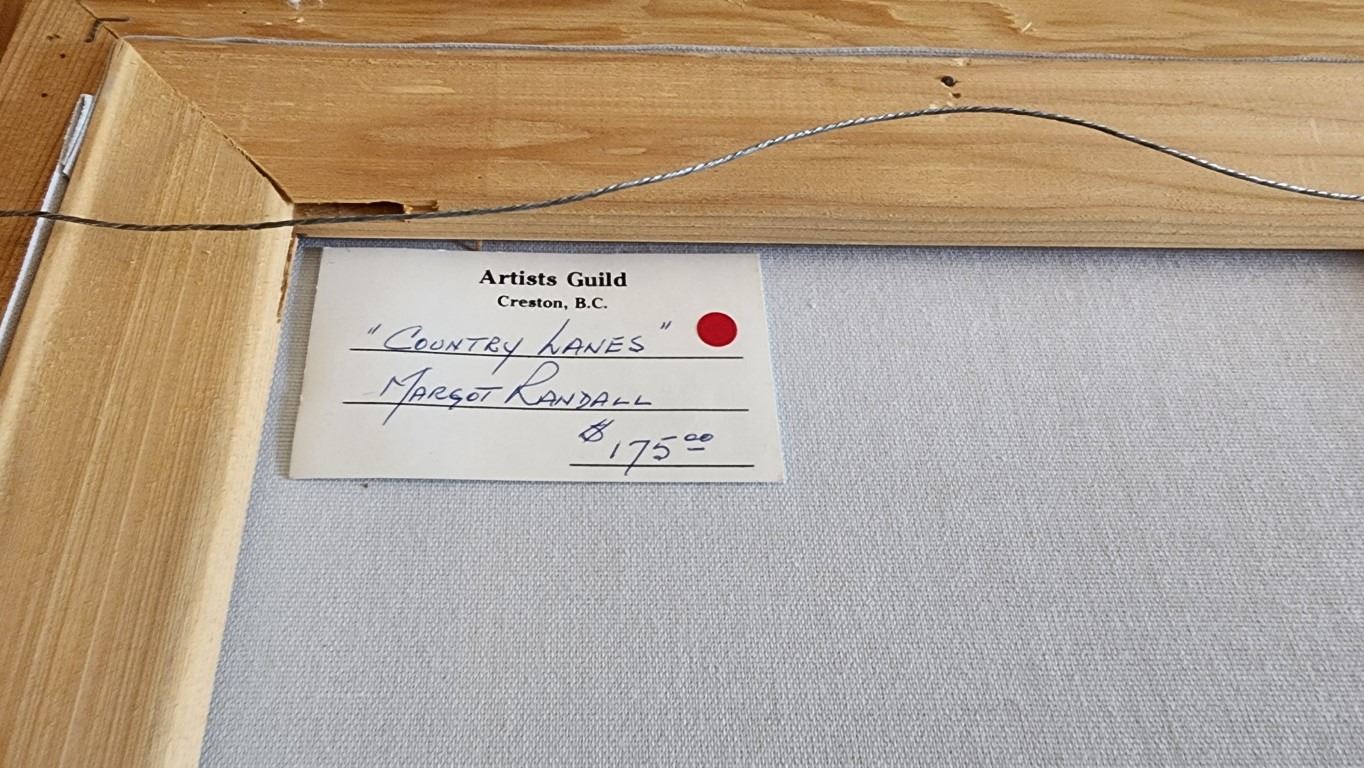 Artists Guild
Creston, B.C.
"COUNTRY LANES"
MARGOT RANDALL
$175.00